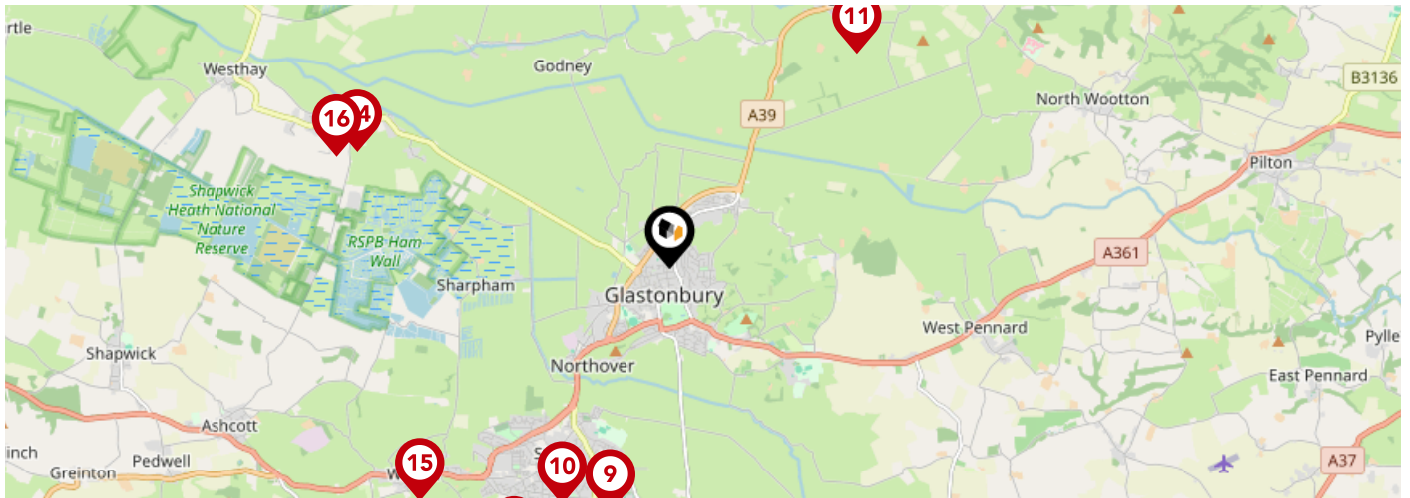 rtle
11
Westhay
Godney
B3136
16
4
A39
North Wootton
Pilton
Shapwick
Heath National
Nature
Reserve
RSPB Ham
Wall
A361
Sharpham
Glastonbury
West Pennard
Pylle
Shapwick
Northover
East Pennard
Ashcott
inch
Pedwell
Greinton
15
W
S
10
9
A37